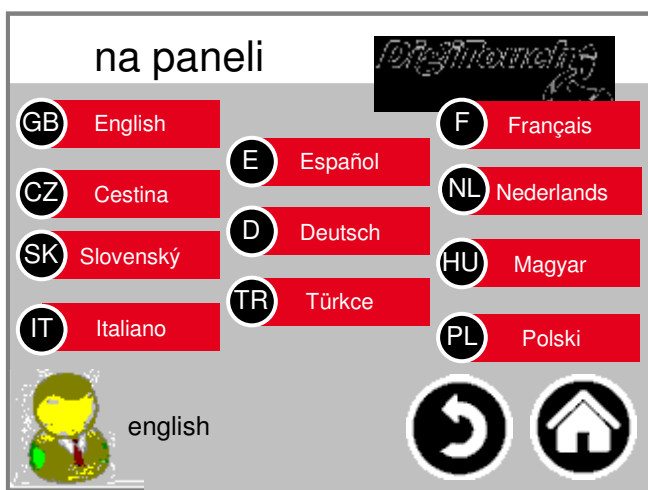 na paneli
DigiTouch
GB English
CZ Cestina
SK Slovenský
IT Italiano
E Español
D Deutsch
TR Türkce
F Français
NL Nederlands
HU Magyar
PL Polski
english